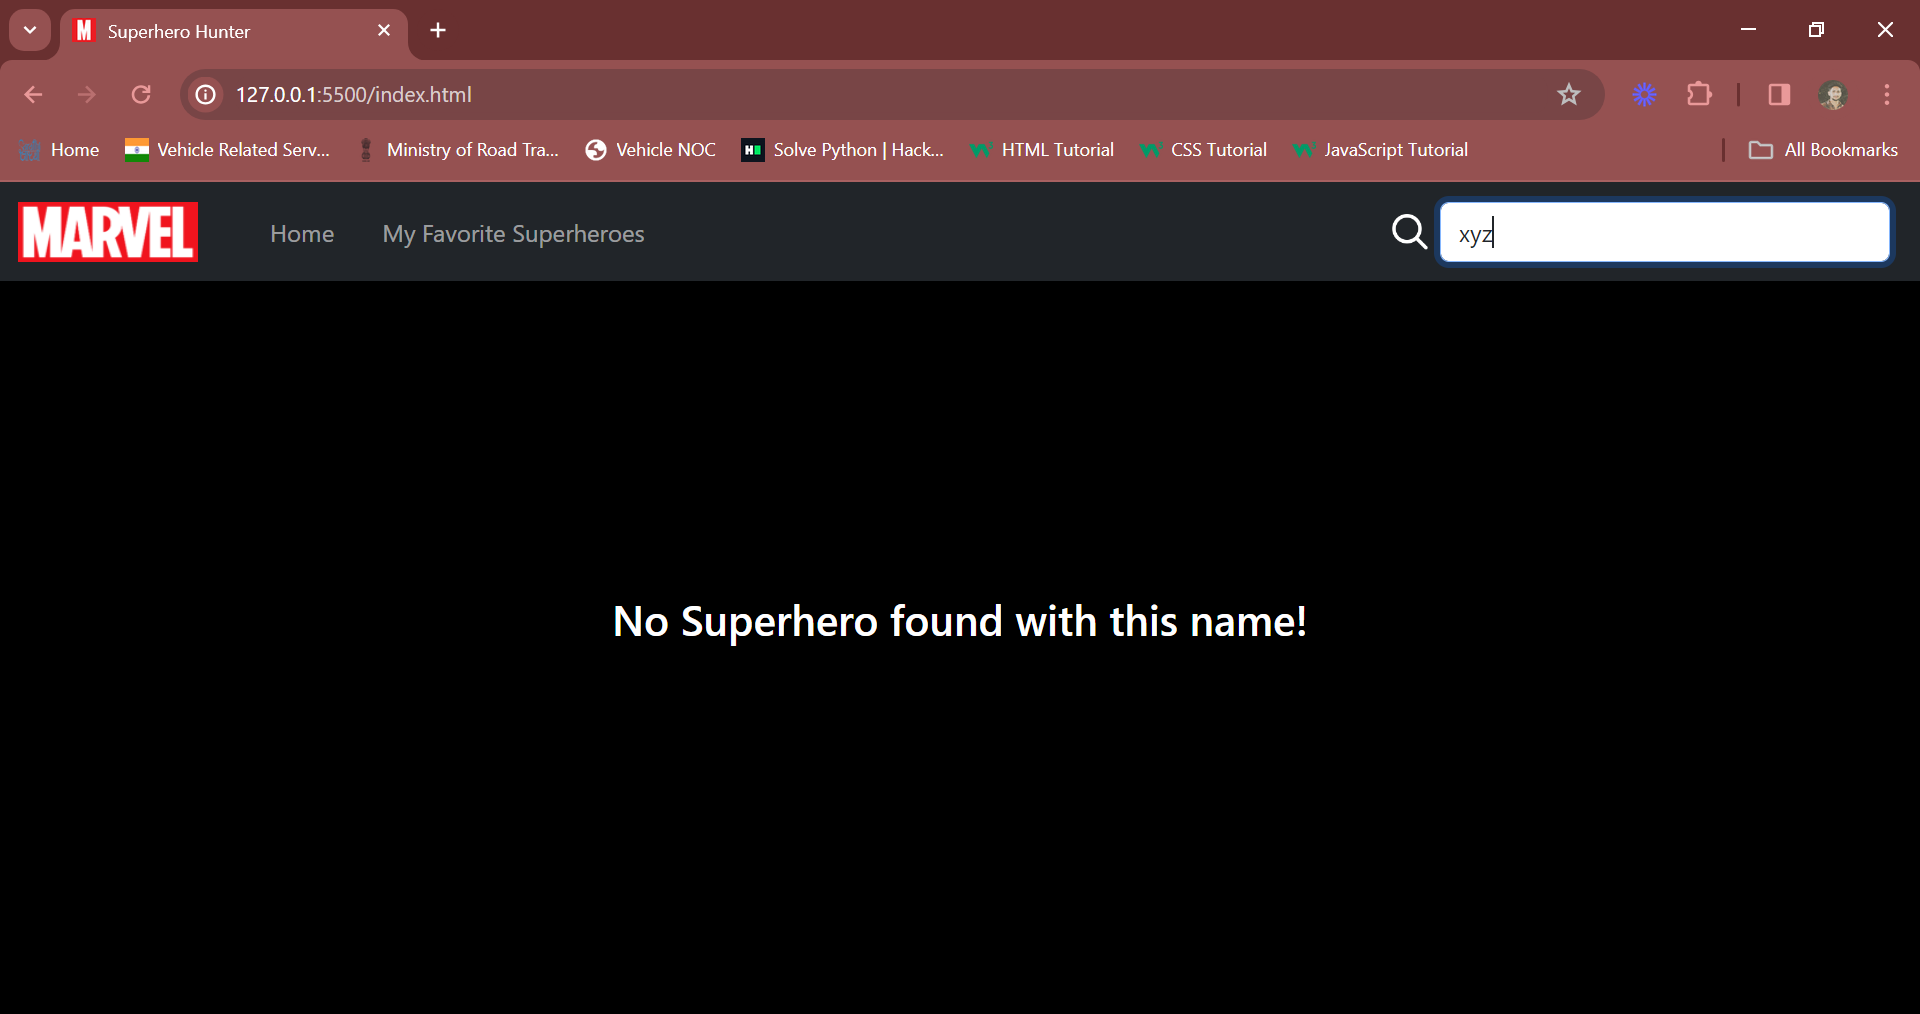 M Superhero Hunter
127.0.0.1:5500/index.html
Home Vehicle Related Serv... Ministry of Road Tra... Vehicle NOC Solve Python | Hack... HTML Tutorial CSS Tutorial JavaScript Tutorial All Bookmarks
MARVEL Home My Favorite Superheroes xyz
No Superhero found with this name!